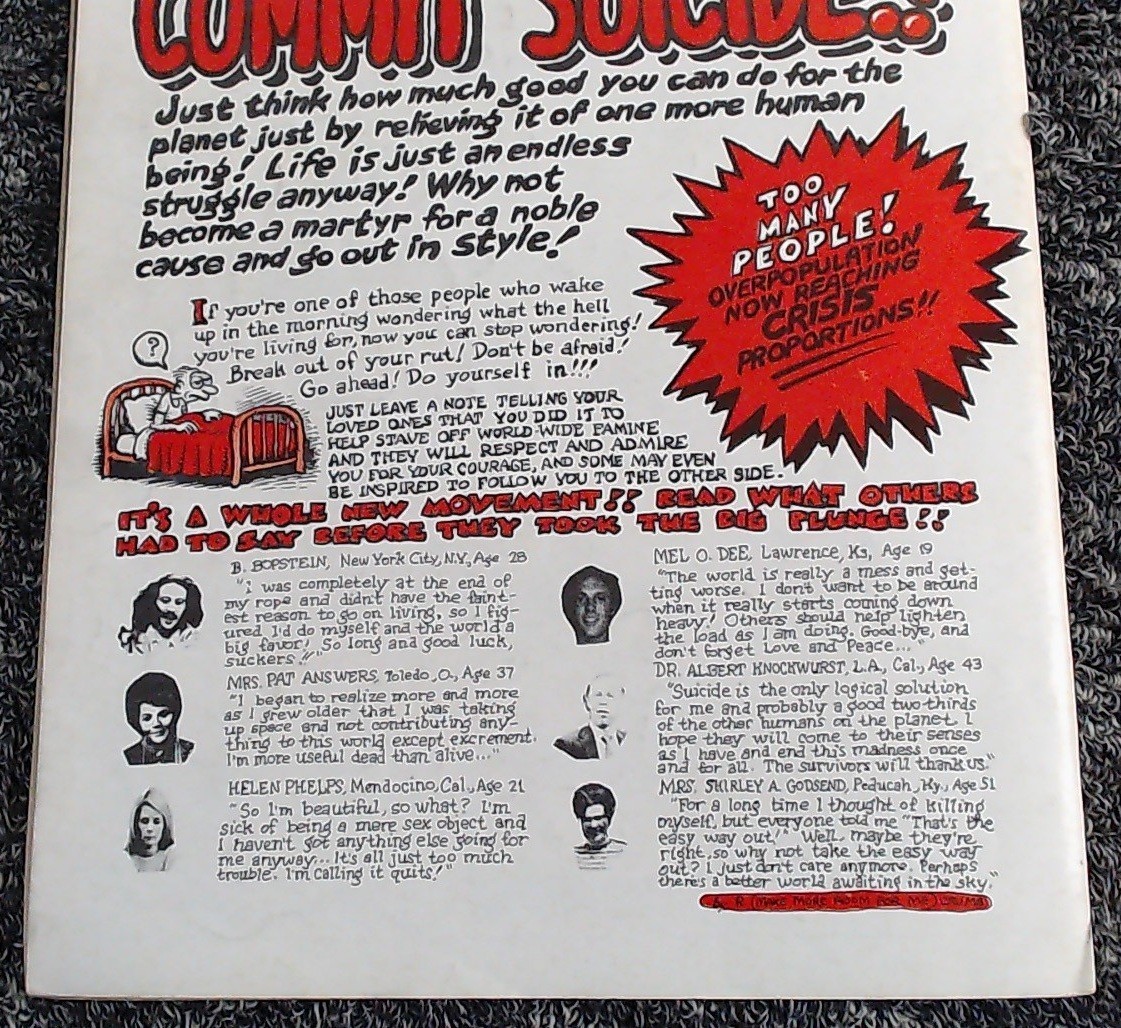 COMMIT SUICIDE!!
Just think how much good you can do for the
planet just by relieving it of one more human
being! Life is just an endless
struggle anyway! Why not
become a martyr for a noble
cause and go out in style!
TOO
MANY
PEOPLE!
OVERPOPULATION
NOW REACHING
CRISIS
PROPORTIONS!!
If you're one of those people who wake
up in the morning wondering what the hell
you're living for, now you can stop wondering!
Break out of your rut! Don't be afraid!
Go ahead! Do yourself in!!!
?
JUST LEAVE A NOTE TELLING YOUR
LOVED ONES THAT YOU DID IT TO
HELP STAVE OFF WORLD-WIDE FAMINE
AND THEY WILL RESPECT AND ADMIRE
YOU FOR YOUR COURAGE, AND SOME MAY EVEN
BE INSPIRED TO FOLLOW YOU TO THE OTHER SIDE.
IT'S A WHOLE NEW MOVEMENT!! READ WHAT OTHERS
HAD TO SAY BEFORE THEY TOOK THE BIG PLUNGE!!
B. BOPSTEIN, New York City, N.Y., Age 28
"I was completely at the end of
my rope and didn't have the faint-
est reason to go on living, so I fig-
ured I'd do myself and the world a
big favor! So long and good luck,
suckers!"
MRS. PAT ANSWERS, Toledo, O., Age 37
"I began to realize more and more
as I grew older that I was taking
up space and not contributing any-
thing to this world except excrement.
I'm more useful dead than alive..."
HELEN PHELPS, Mendocino, Cal., Age 21
"So I'm beautiful, so what? I'm
sick of being a mere sex object and
I haven't got anything else going for
me anyway... It's all just too much
trouble. I'm calling it quits!"
MEL O. DEE, Lawrence, Ks, Age 19
"The world is really a mess and get-
ting worse. I don't want to be around
when it really starts coming down
heavy! Others should help lighten
the load as I am doing. Good-bye, and
don't forget Love and Peace..."
DR. ALBERT KNOCKWURST, L.A., Cal., Age 43
"Suicide is the only logical solution
for me and probably a good two-thirds
of the other humans on the planet. I
hope they will come to their senses
as I have and end this madness once
and for all. The survivors will thank us."
MRS. SHIRLEY A. GODSEND, Peducah, Ky., Age 51
"For a long time I thought of killing
myself, but everyone told me "That's the
easy way out!" Well, maybe they're
right, so why not take the easy way
out? I just don't care anymore. Perhaps
there's a better world awaiting in the sky."
by R. (MAKE MORE ROOM FOR ME) CRUMB